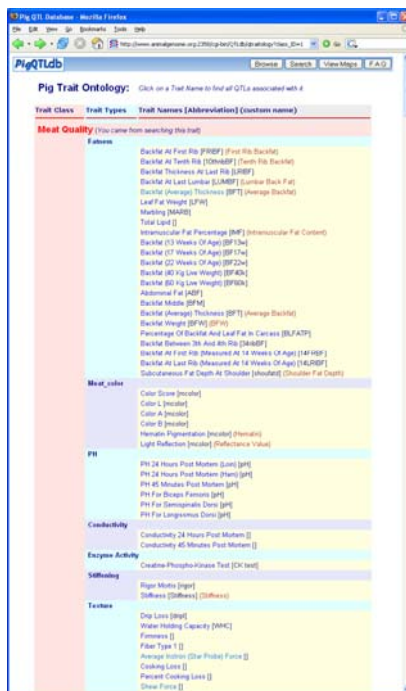 Pig QTL Database - Mozilla Firefox
File Edit View Go Bookmarks Tools Help
PigQTLdb
Browse Search View Maps F A Q
Pig Trait Ontology: Click on a Trait Name to find all QTLs associated with it
Trait Class Trait Types Trait Names [Abbreviation] (custom name)
Meat Quality (You came from searching this trait)
Fatness
Backfat At First Rib [FRIBF] (First Rib Backfat)
Backfat At Tenth Rib [10thribBF] (Tenth Rib Backfat)
Backfat Thickness At Last Rib [LRIBF]
Backfat At Last Lumbar [LUMBF] (Lumbar Back Fat)
Backfat (Average) Thickness [BFT] (Average Backfat)
Leaf Fat Weight [LFW]
Marbling [MARB]
Total Lipid []
Intramuscular Fat Percentage [IMF] (Intramuscular Fat Content)
Backfat (13 Weeks Of Age) [BF13w]
Backfat (17 Weeks Of Age) [BF17w]
Backfat (22 Weeks Of Age) [BF22w]
Backfat (40 Kg Live Weight) [BF40k]
Backfat (60 Kg Live Weight) [BF60k]
Abdominal Fat [ABF]
Backfat Middle [BFM]
Backfat (Average) Thickness [BFT] (Average Backfat)
Backfat Weight [BFW] (BFW)
Percentage Of Backfat And Leaf Fat In Carcass [BLFATP]
Backfat Between 3th And 4th Rib [34ribBF]
Backfat At First Rib (Measured At 14 Weeks Of Age) [14FRIBF]
Backfat At Last Rib (Measured At 14 Weeks Of Age) [14LRIBF]
Subcutaneous Fat Depth At Shoulder [shoufatd] (Shoulder Fat Depth)
Meat_color
Color Score [mcolor]
Color L [mcolor]
Color A [mcolor]
Color B [mcolor]
Hematin Pigmentation [mcolor] (Hematin)
Light Reflection [mcolor] (Reflectance Value)
PH
PH 24 Hours Post Mortem (Loin) [pH]
PH 24 Hours Post Mortem (Ham) [pH]
PH 45 Minutes Post Mortem [pH]
PH For Biceps Femoris [pH]
PH For Semispinalis Dorsi [pH]
PH For Longissmus Dorsi [pH]
Conductivity
Conductivity 24 Hours Post Mortem []
Conductivity 45 Minutes Post Mortem []
Enzyme Activity
Creatine-Phospho-Kinase Test [CK test]
Stiffening
Rigor Mortis [rigor]
Stiffness [Stiffness] (Stiffness)
Texture
Drip Loss [dripl]
Water Holding Capacity [WHC]
Firmness []
Fiber Type 1 []
Average Instron (Star Probe) Force []
Cooking Loss []
Percent Cooking Loss []
Shear Force []